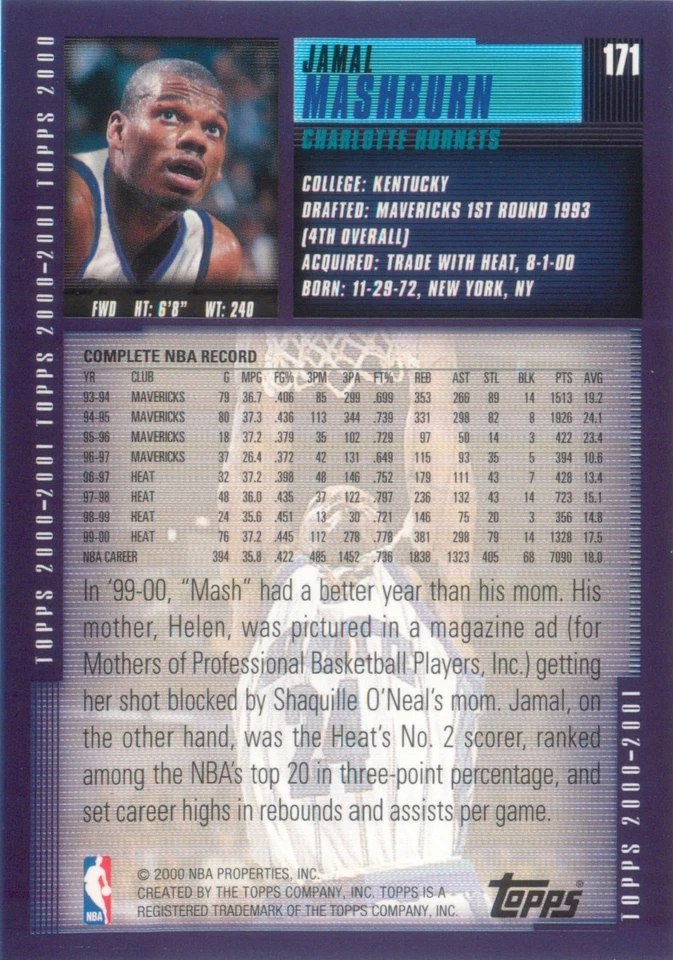 TOPPS 2000-2001 TOPPS 2000-2001 TOPPS 2000-2001 TOPPS 2000
JAMAL
MASHBURN
171
CHARLOTTE HORNETS
COLLEGE: KENTUCKY
DRAFTED: MAVERICKS 1ST ROUND 1993
(4TH OVERALL)
ACQUIRED: TRADE WITH HEAT, 8-1-00
BORN: 11-29-72, NEW YORK, NY
FWD HT: 6'8" WT: 240
COMPLETE NBA RECORD
YR CLUB G MPG FG% 3PM 3PA FT% REB AST STL BLK PTS AVG
93-94 MAVERICKS 79 36.7 .406 85 299 .699 353 266 89 14 1513 19.2
94-95 MAVERICKS 80 37.3 .436 113 344 .739 331 298 82 8 1926 24.1
95-96 MAVERICKS 18 37.2 .379 35 102 .729 97 50 14 3 422 23.4
96-97 MAVERICKS 37 26.4 .372 42 131 .649 115 93 35 5 394 10.6
96-97 HEAT 32 37.2 .398 48 146 .752 179 111 43 7 428 13.4
97-98 HEAT 48 36.0 .435 37 122 .797 236 132 43 14 723 15.1
98-99 HEAT 24 35.6 .451 13 30 .721 146 75 20 3 356 14.8
99-00 HEAT 76 37.2 .445 112 278 .778 381 298 79 14 1328 17.5
NBA CAREER 394 35.8 .422 485 1452 .736 1838 1323 405 68 7090 18.0
In '99-00, "Mash" had a better year than his mom. His
mother, Helen, was pictured in a magazine ad (for
Mothers of Professional Basketball Players, Inc.) getting
her shot blocked by Shaquille O'Neal's mom. Jamal, on
the other hand, was the Heat's No. 2 scorer, ranked
among the NBA's top 20 in three-point percentage, and
set career highs in rebounds and assists per game.
TOPPS 2000-2001
NBA
© 2000 NBA PROPERTIES, INC.
CREATED BY THE TOPPS COMPANY, INC. TOPPS IS A
REGISTERED TRADEMARK OF THE TOPPS COMPANY, INC.
Topps®